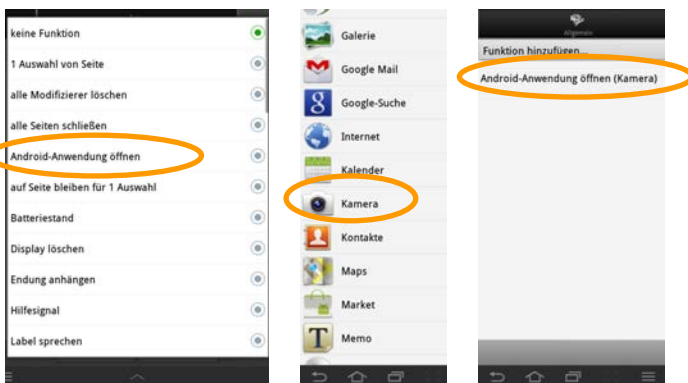 keine Funktion
1 Auswahl von Seite
alle Modifizierer löschen
alle Seiten schließen
Android-Anwendung öffnen
auf Seite bleiben für 1 Auswahl
Batteriestand
Display löschen
Endung anhängen
Hilfesignal
Label sprechen
Galerie
Google Mail
Google-Suche
Internet
Kalender
Kamera
Kontakte
Maps
Market
Memo
Allgemein
Funktion hinzufügen...
Android-Anwendung öffnen (Kamera)